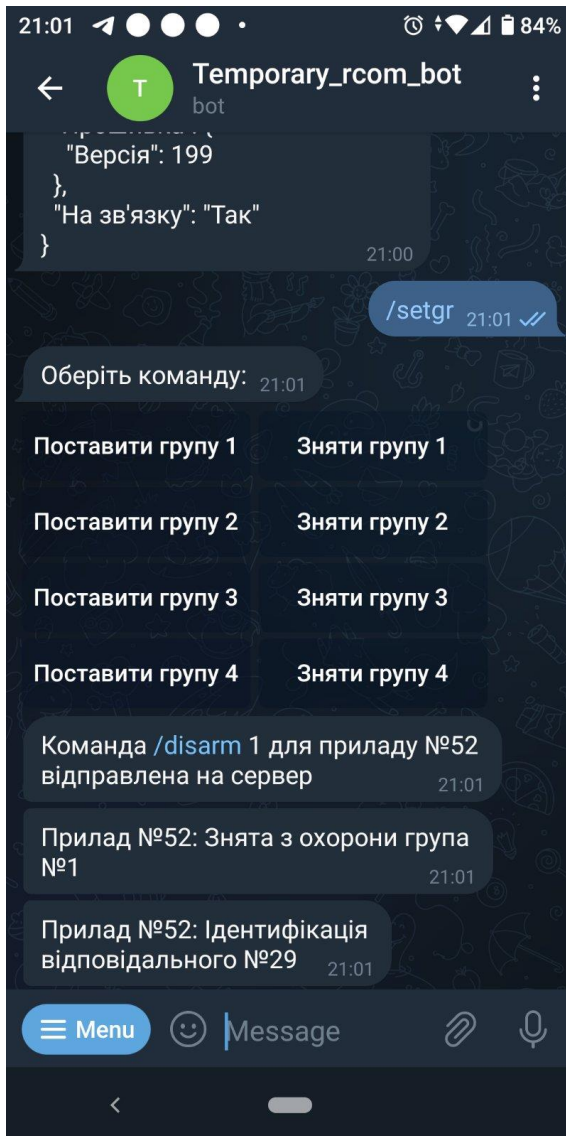 21:01
84%
Temporary_rcom_bot
T
bot
"Версія": 199
},
"На зв'язку": "Так"
}
21:00
/setgr 21:01
Оберіть команду: 21:01
Поставити групу 1 Зняти групу 1
Поставити групу 2 Зняти групу 2
Поставити групу 3 Зняти групу 3
Поставити групу 4 Зняти групу 4
Команда /disarm 1 для приладу №52
відправлена на сервер 21:01
Прилад №52: Знята з охорони група
№1 21:01
Прилад №52: Ідентифікація
відповідального №29 21:01
Menu Message